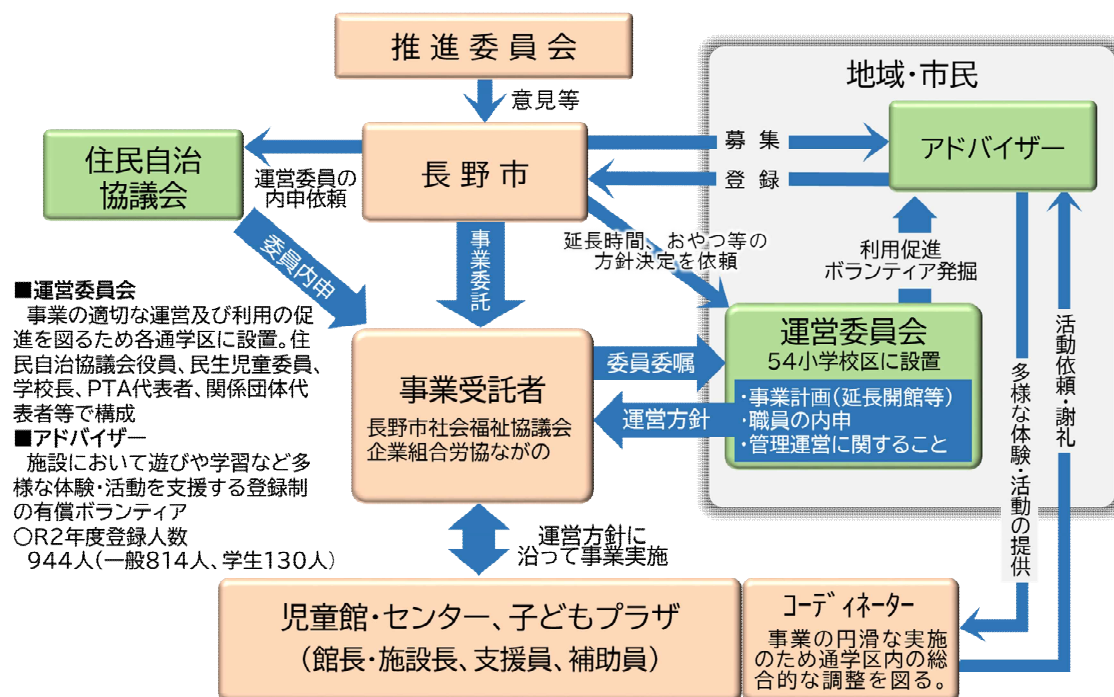 推進委員会
意見等
地域・市民
住民自治
協議会
運営委員の
内申依頼
長野市
募集
登録
アドバイザー
委員内申
事業委託
延長時間、おやつ等の
方針決定を依頼
利用促進
ボランティア発掘
■運営委員会
事業の適切な運営及び利用の促
進を図るため各通学区に設置。住
民自治協議会役員、民生児童委員、
学校長、PTA代表者、関係団体代
表者等で構成
■アドバイザー
施設において遊びや学習など多
様な体験・活動を支援する登録制
の有償ボランティア
○R2年度登録人数
944人(一般814人、学生130人)
事業受託者
長野市社会福祉協議会
企業組合労協ながの
委員委嘱
運営方針
運営委員会
54小学校区に設置
・事業計画(延長開館等)
・職員の内申
・管理運営に関すること
多様な体験・活動の提供
活動依頼・謝礼
運営方針に
沿って事業実施
児童館・センター、子どもプラザ
(館長・施設長、支援員、補助員)
コーディネーター
事業の円滑な実施
のため通学区内の総
合的な調整を図る。